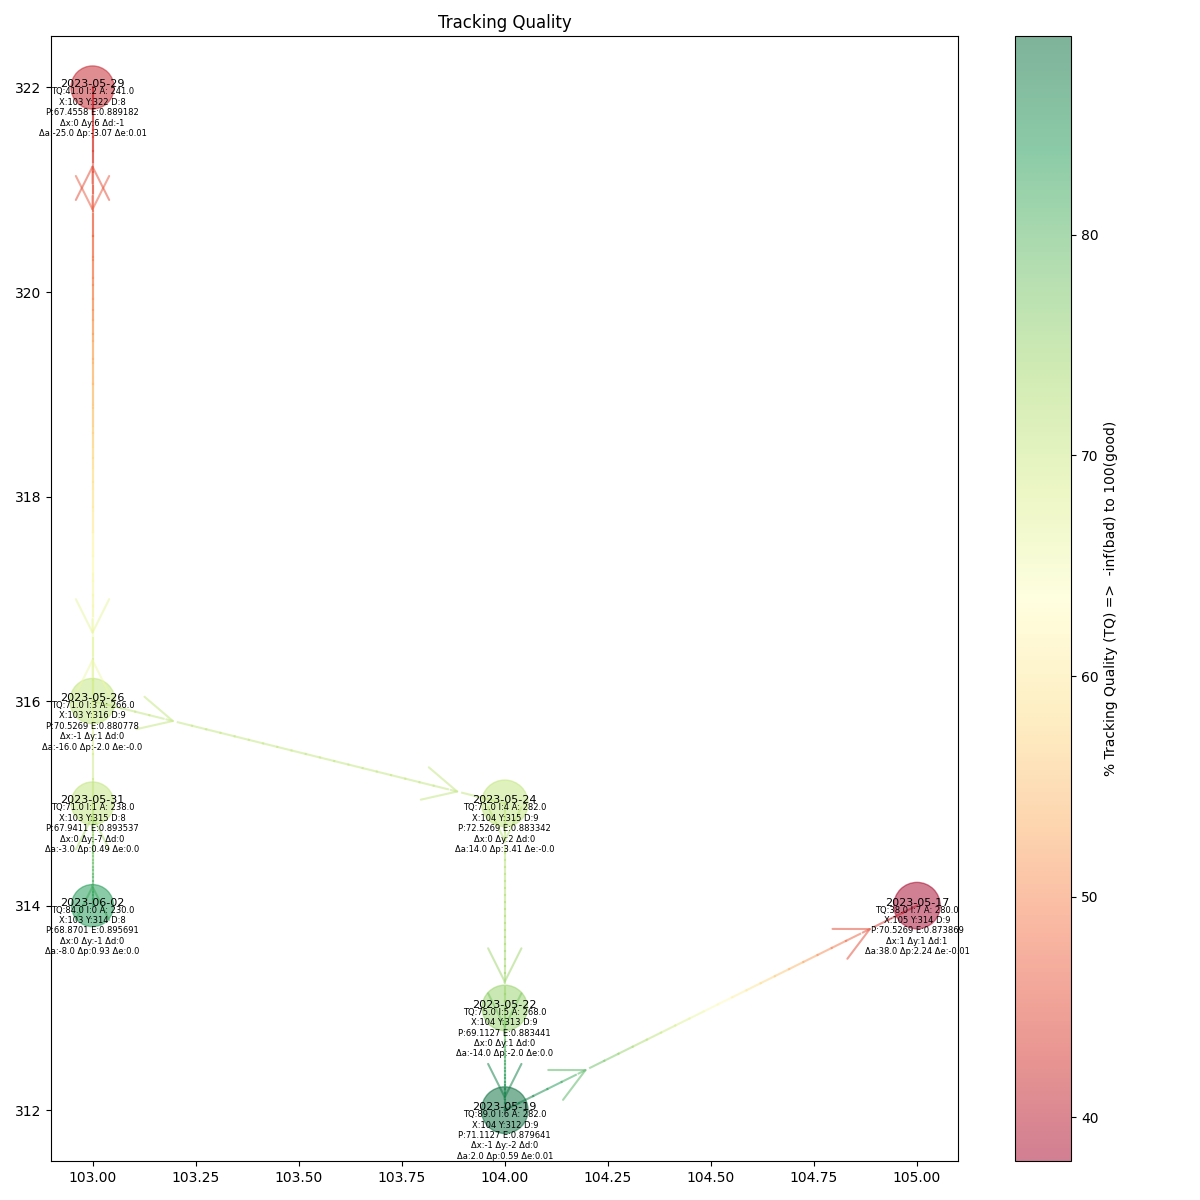 Tracking Quality
322
320
318
316
314
312
2023-05-29
TQ:41.0 I:2 A: 241.0
X:103 Y:322 D:8
P:67.4558 E:0.889182
Δx:0 Δy:6 Δd:-1
Δa:-25.0 Δp:-3.07 Δe:0.01
2023-05-26
TQ:71.0 I:3 A: 266.0
X:103 Y:316 D:9
P:70.5269 E:0.880778
Δx:-1 Δy:1 Δd:0
Δa:-16.0 Δp:-2.0 Δe:-0.0
2023-05-31
TQ:71.0 I:1 A: 238.0
X:103 Y:315 D:8
P:67.9411 E:0.893537
Δx:0 Δy:-7 Δd:0
Δa:-3.0 Δp:0.49 Δe:0.0
2023-06-02
TQ:84.0 I:0 A: 230.0
X:103 Y:314 D:8
P:68.8701 E:0.895691
Δx:0 Δy:-1 Δd:0
Δa:-8.0 Δp:0.93 Δe:0.0
2023-05-24
TQ:71.0 I:4 A: 282.0
X:104 Y:315 D:9
P:72.5269 E:0.883342
Δx:0 Δy:2 Δd:0
Δa:14.0 Δp:3.41 Δe:-0.0
2023-05-22
TQ:75.0 I:5 A: 268.0
X:104 Y:313 D:9
P:69.1127 E:0.883441
Δx:0 Δy:1 Δd:0
Δa:-14.0 Δp:-2.0 Δe:0.0
2023-05-19
TQ:89.0 I:6 A: 282.0
X:104 Y:312 D:9
P:71.1127 E:0.879641
Δx:-1 Δy:-2 Δd:0
Δa:2.0 Δp:0.59 Δe:0.01
2023-05-17
TQ:38.0 I:7 A: 280.0
X:105 Y:314 D:9
P:70.5269 E:0.873869
Δx:1 Δy:1 Δd:1
Δa:38.0 Δp:2.24 Δe:-0.01
103.00 103.25 103.50 103.75 104.00 104.25 104.50 104.75 105.00
80
70
60
50
40
% Tracking Quality (TQ) =>  -inf(bad) to 100(good)